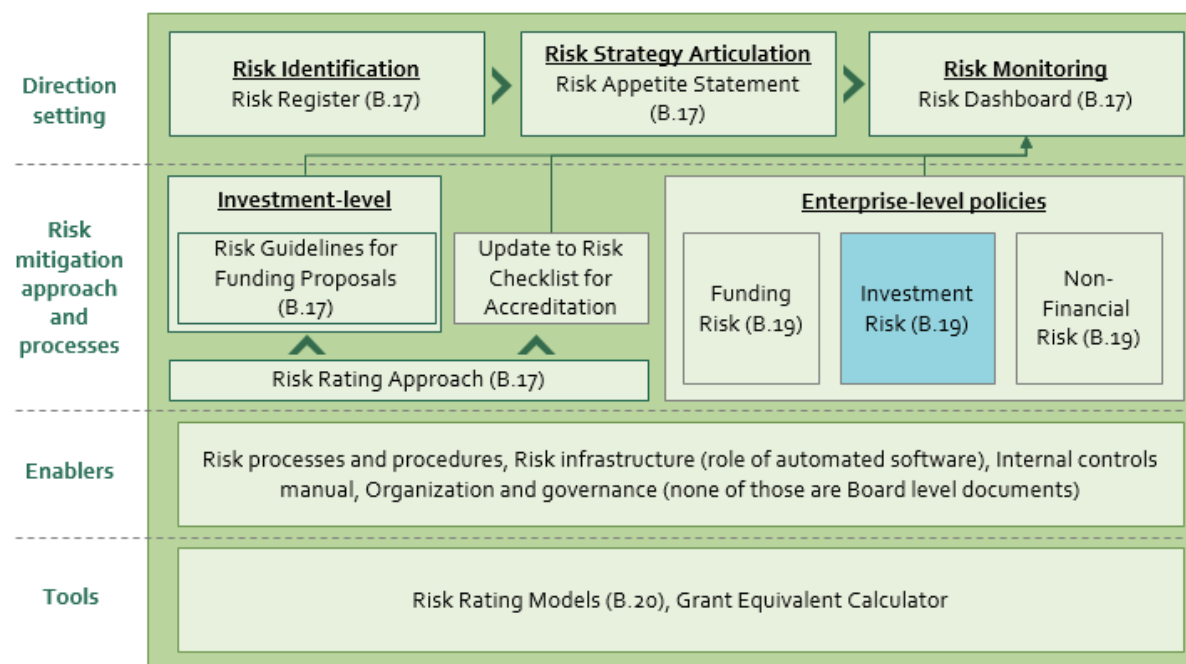 Direction
setting
Risk Identification
Risk Register (B.17)
Risk Strategy Articulation
Risk Appetite Statement
(B.17)
Risk Monitoring
Risk Dashboard (B.17)
Risk
mitigation
approach
and
processes
Investment-level
Risk Guidelines for
Funding Proposals
(B.17)
Update to Risk
Checklist for
Accreditation
Risk Rating Approach (B.17)
Enterprise-level policies
Funding
Risk (B.19)
Investment
Risk (B.19)
Non-
Financial
Risk (B.19)
Enablers
Risk processes and procedures, Risk infrastructure (role of automated software), Internal controls
manual, Organization and governance (none of those are Board level documents)
Tools
Risk Rating Models (B.20), Grant Equivalent Calculator